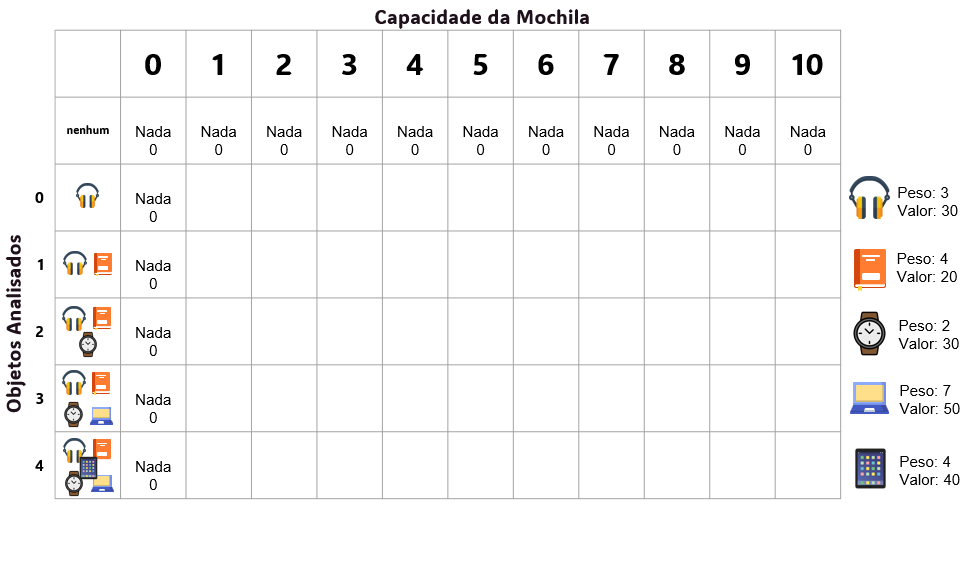 Capacidade da Mochila
0 1 2 3 4 5 6 7 8 9 10
nenhum
Nada Nada Nada Nada Nada Nada Nada Nada Nada Nada Nada
0 0 0 0 0 0 0 0 0 0 0
Objetos Analisados
0
Nada
0
Peso: 3
Valor: 30
1
Nada
0
Peso: 4
Valor: 20
2
Nada
0
Peso: 2
Valor: 30
3
Nada
0
Peso: 7
Valor: 50
4
Nada
0
Peso: 4
Valor: 40